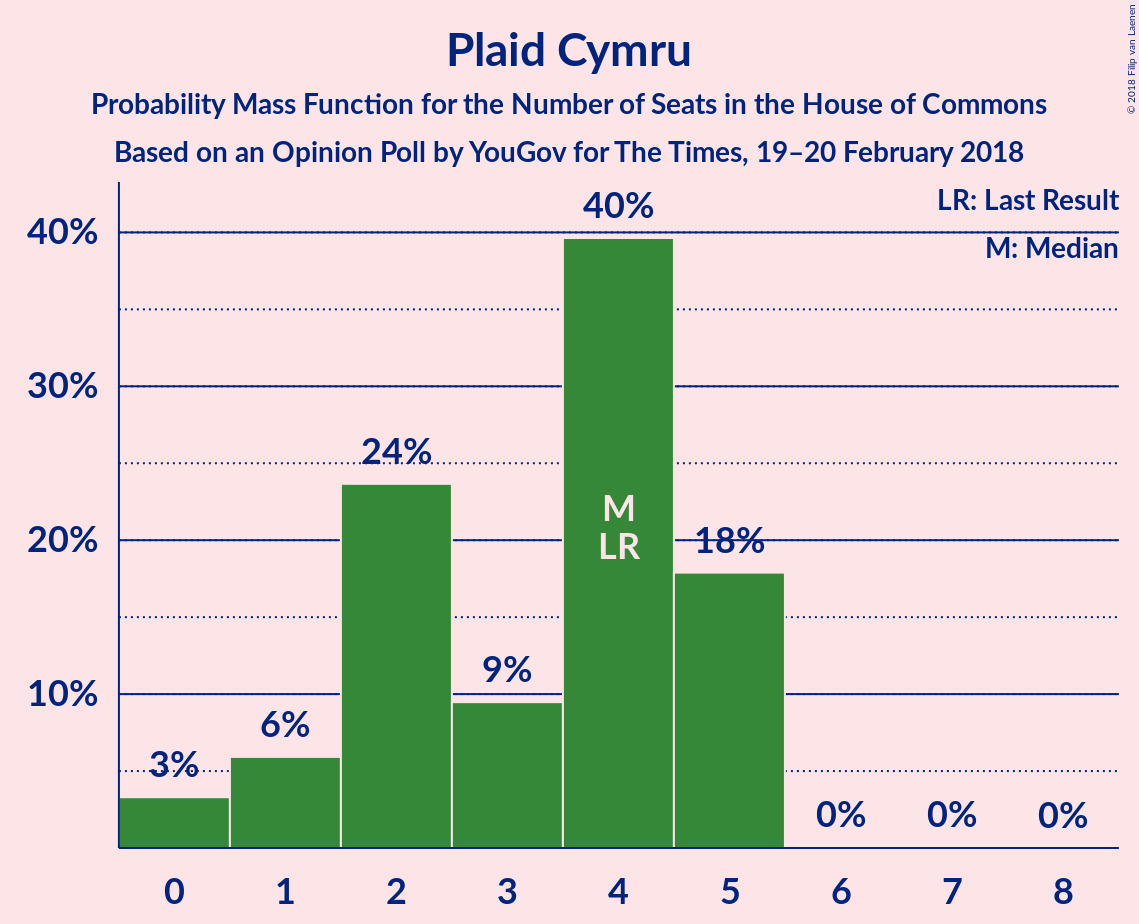 Plaid Cymru
Probability Mass Function for the Number of Seats in the House of Commons
Based on an Opinion Poll by YouGov for The Times, 19–20 February 2018
© 2018 Filip van Laenen
LR: Last Result
M: Median
40%
30%
20%
10%
3%
6%
24%
9%
40%
M
LR
18%
0%
0%
0%
0 1 2 3 4 5 6 7 8